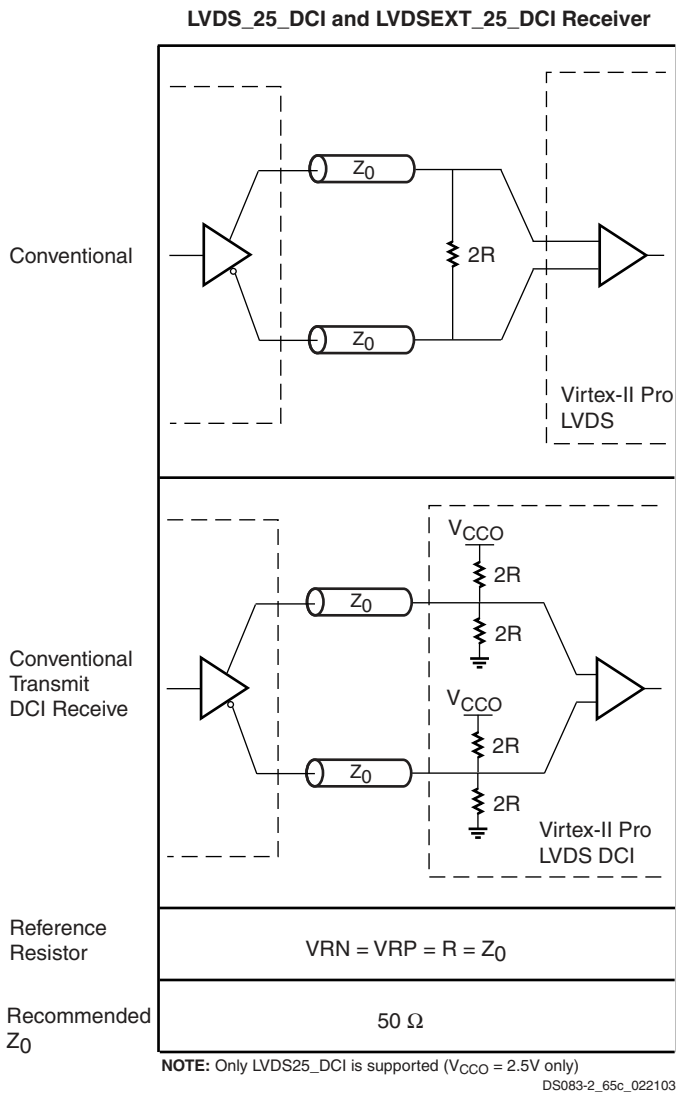 LVDS_25_DCI and LVDSEXT_25_DCI Receiver
Conventional
Z0
2R
Z0
Virtex-II Pro
LVDS
Conventional
Transmit
DCI Receive
VCCO
2R
Z0
2R
VCCO
2R
Z0
2R
Virtex-II Pro
LVDS DCI
Reference
Resistor
VRN = VRP = R = Z0
Recommended
Z0
50 Ω
NOTE: Only LVDS25_DCI is supported (VCCO = 2.5V only)
DS083-2_65c_022103